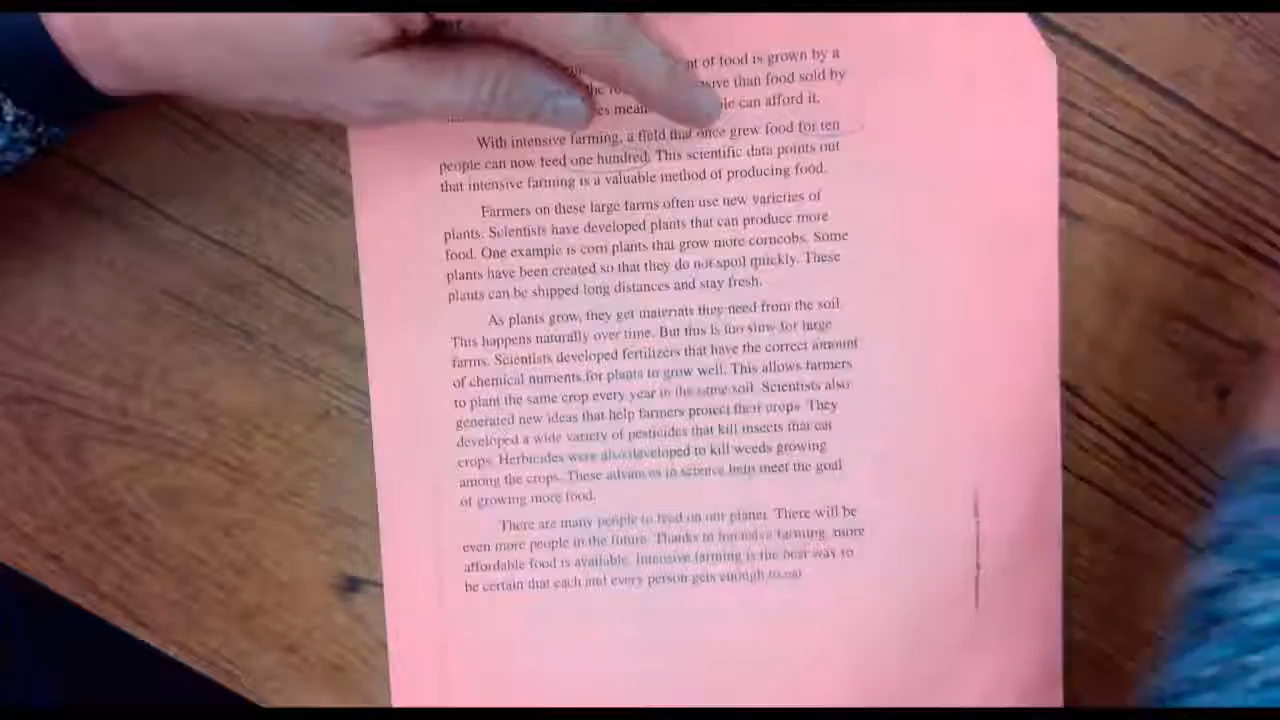 of food is grown by a
than food sold by
can afford it.
With intensive farming, a field that once grew food for ten
people can now feed one hundred. This scientific data points out
that intensive farming is a valuable method of producing food.
Farmers on these large farms often use new varieties of
plants. Scientists have developed plants that can produce more
food. One example is corn plants that grow more corncobs. Some
plants have been created so that they do not spoil quickly. These
plants can be shipped long distances and stay fresh.
As plants grow, they get materials they need from the soil.
This happens naturally over time. But this is too slow for large
farms. Scientists developed fertilizers that have the correct amount
of chemical nutrients for plants to grow well. This allows farmers
to plant the same crop every year in the same soil. Scientists also
generated new ideas that help farmers protect their crops. They
developed a wide variety of pesticides that kill insects that eat
crops. Herbicides were also developed to kill weeds growing
among the crops. These advances in science help meet the goal
of growing more food.
There are many people to feed on our planet. There will be
even more people in the future. Thanks to intensive farming, more
affordable food is available. Intensive farming is the best way to
be certain that each and every person gets enough to eat.